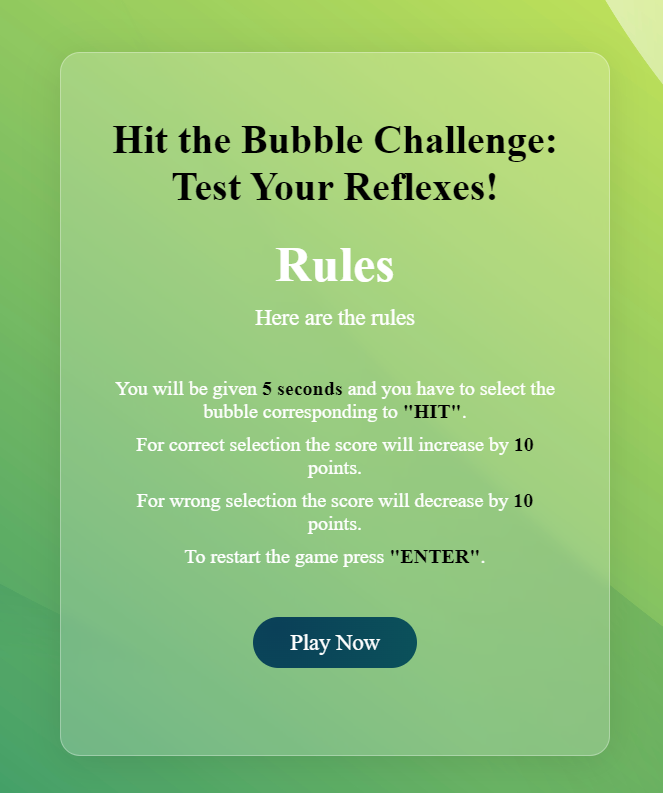 Hit the Bubble Challenge:
Test Your Reflexes!
Rules
Here are the rules
You will be given 5 seconds and you have to select the
bubble corresponding to "HIT".
For correct selection the score will increase by 10
points.
For wrong selection the score will decrease by 10
points.
To restart the game press "ENTER".
Play Now